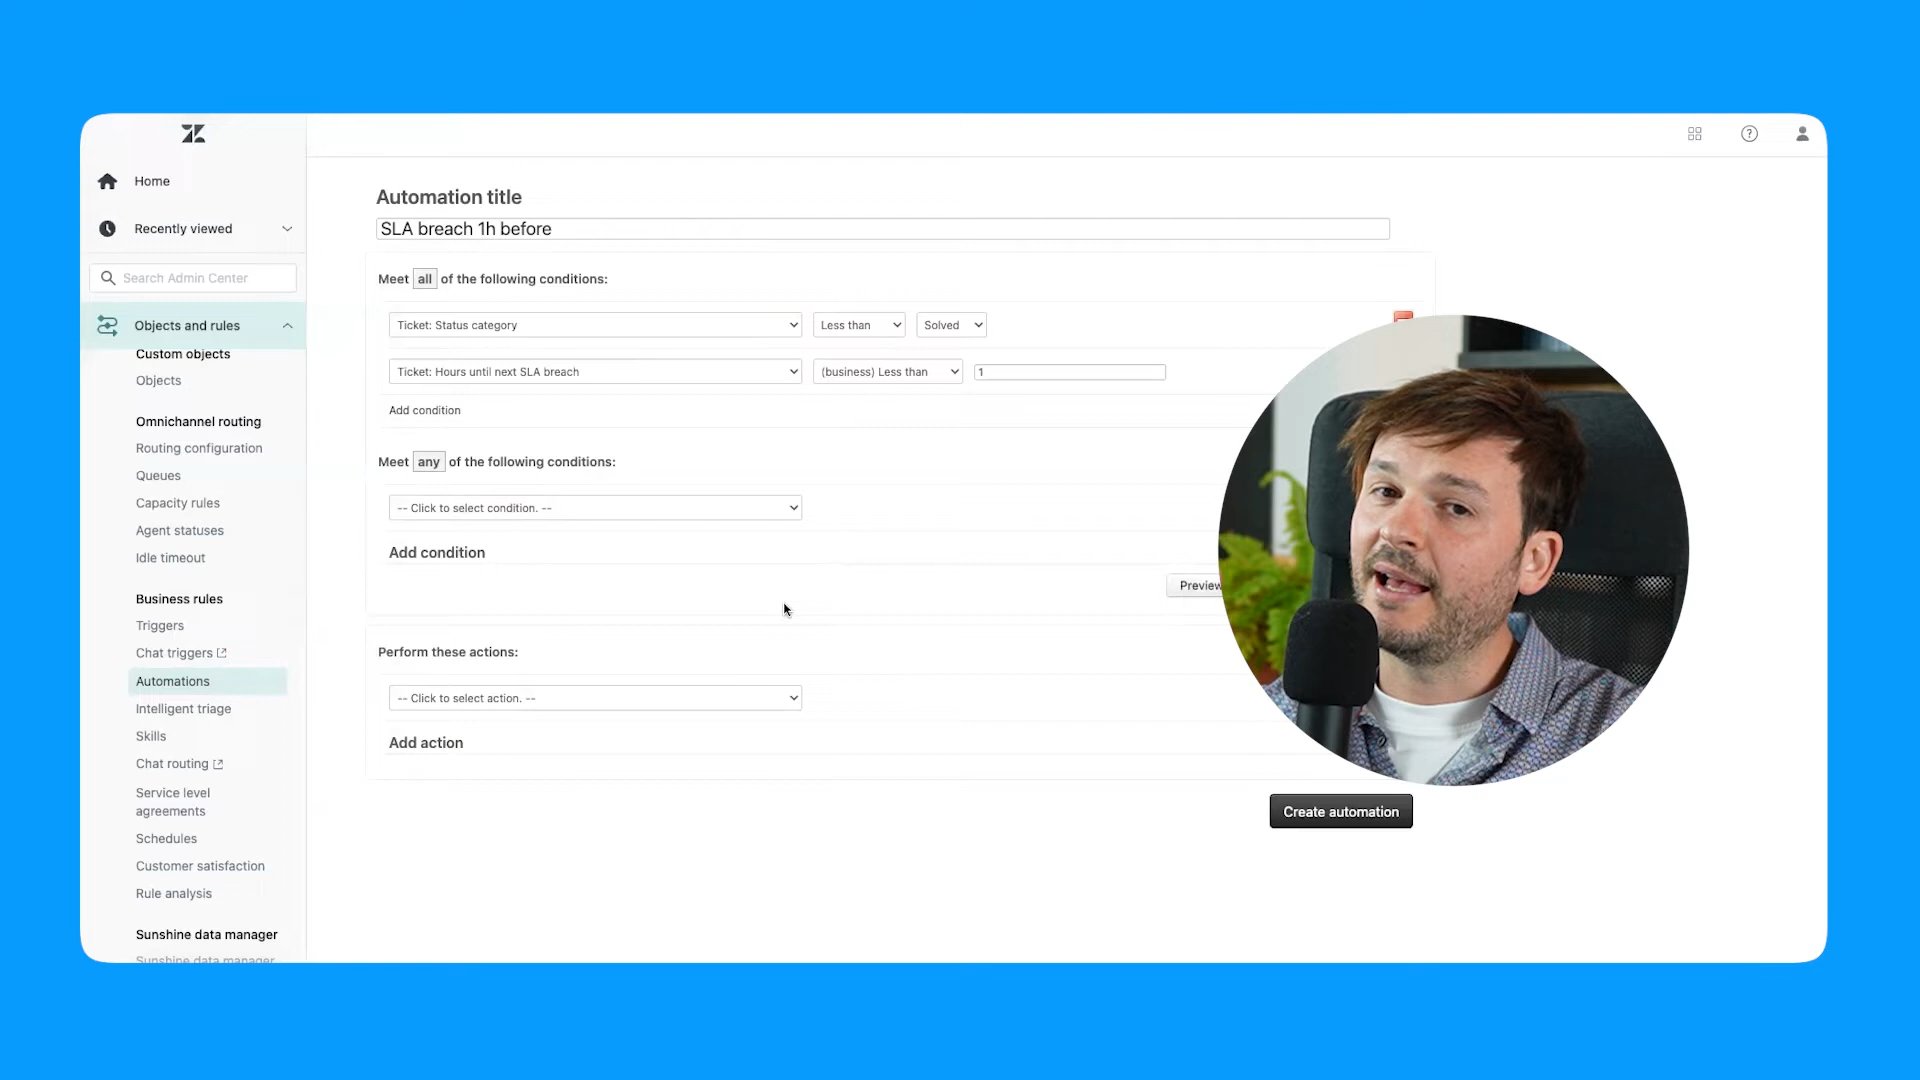 Home
Recently viewed
Search Admin Center
Objects and rules
Custom objects
Objects
Omnichannel routing
Routing configuration
Queues
Capacity rules
Agent statuses
Idle timeout
Business rules
Triggers
Chat triggers
Automations
Intelligent triage
Skills
Chat routing
Service level
agreements
Schedules
Customer satisfaction
Rule analysis
Sunshine data manager
Sunshine data manager
Automation title
SLA breach 1h before
Meet all of the following conditions:
Ticket: Status category Less than Solved
Ticket: Hours until next SLA breach (business) Less than 1
Add condition
Meet any of the following conditions:
-- Click to select condition. --
Add condition
Preview
Perform these actions:
-- Click to select action. --
Add action
Create automation